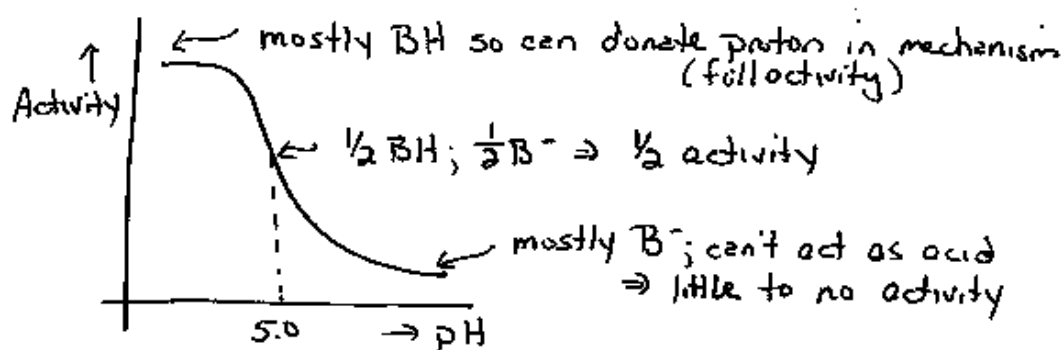 mostly BH so can donate proton in mechanism
(full activity)
↑
Activity
1/2 BH; 1/2 B⁻ ⇒ 1/2 activity
mostly B⁻; can't act as acid
⇒ little to no activity
5.0 → pH